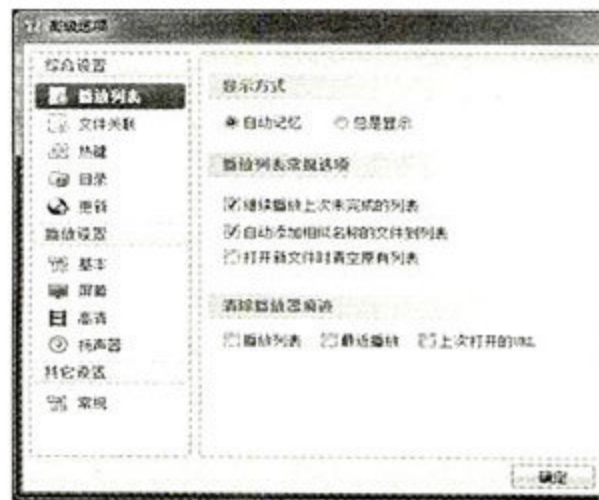 高级选项
综合设置
播放列表
文件关联
热键
目录
更新
播放设置
基本
屏幕
高清
扬声器
其它设置
常规
显示方式
自动记忆 总是显示
播放列表常规选项
继续播放上次未完成的列表
自动添加相似名称的文件到列表
打开新文件时清空原有列表
清除播放器痕迹
播放列表 最近播放 上次打开的URL
确定